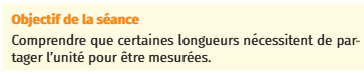 Objectif de la séance
Comprendre que certaines longueurs nécessitent de par-
tager l'unité pour être mesurées.